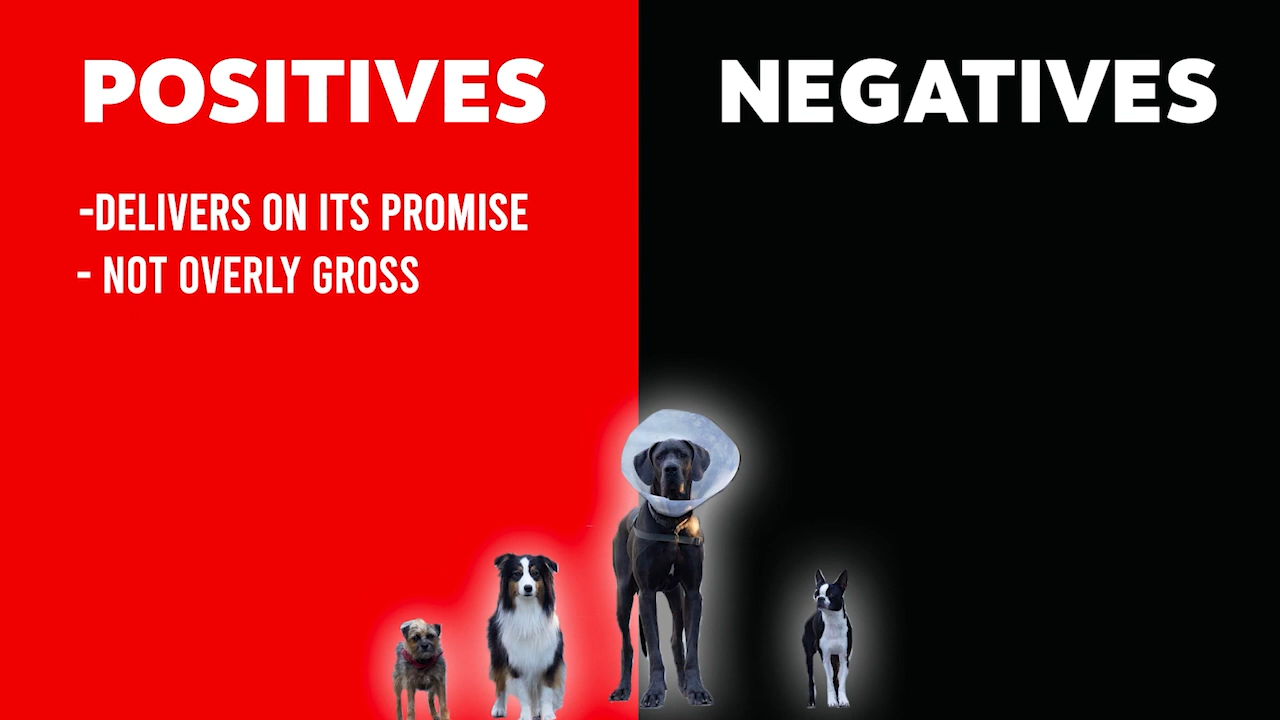 POSITIVES
NEGATIVES
-DELIVERS ON ITS PROMISE
- NOT OVERLY GROSS